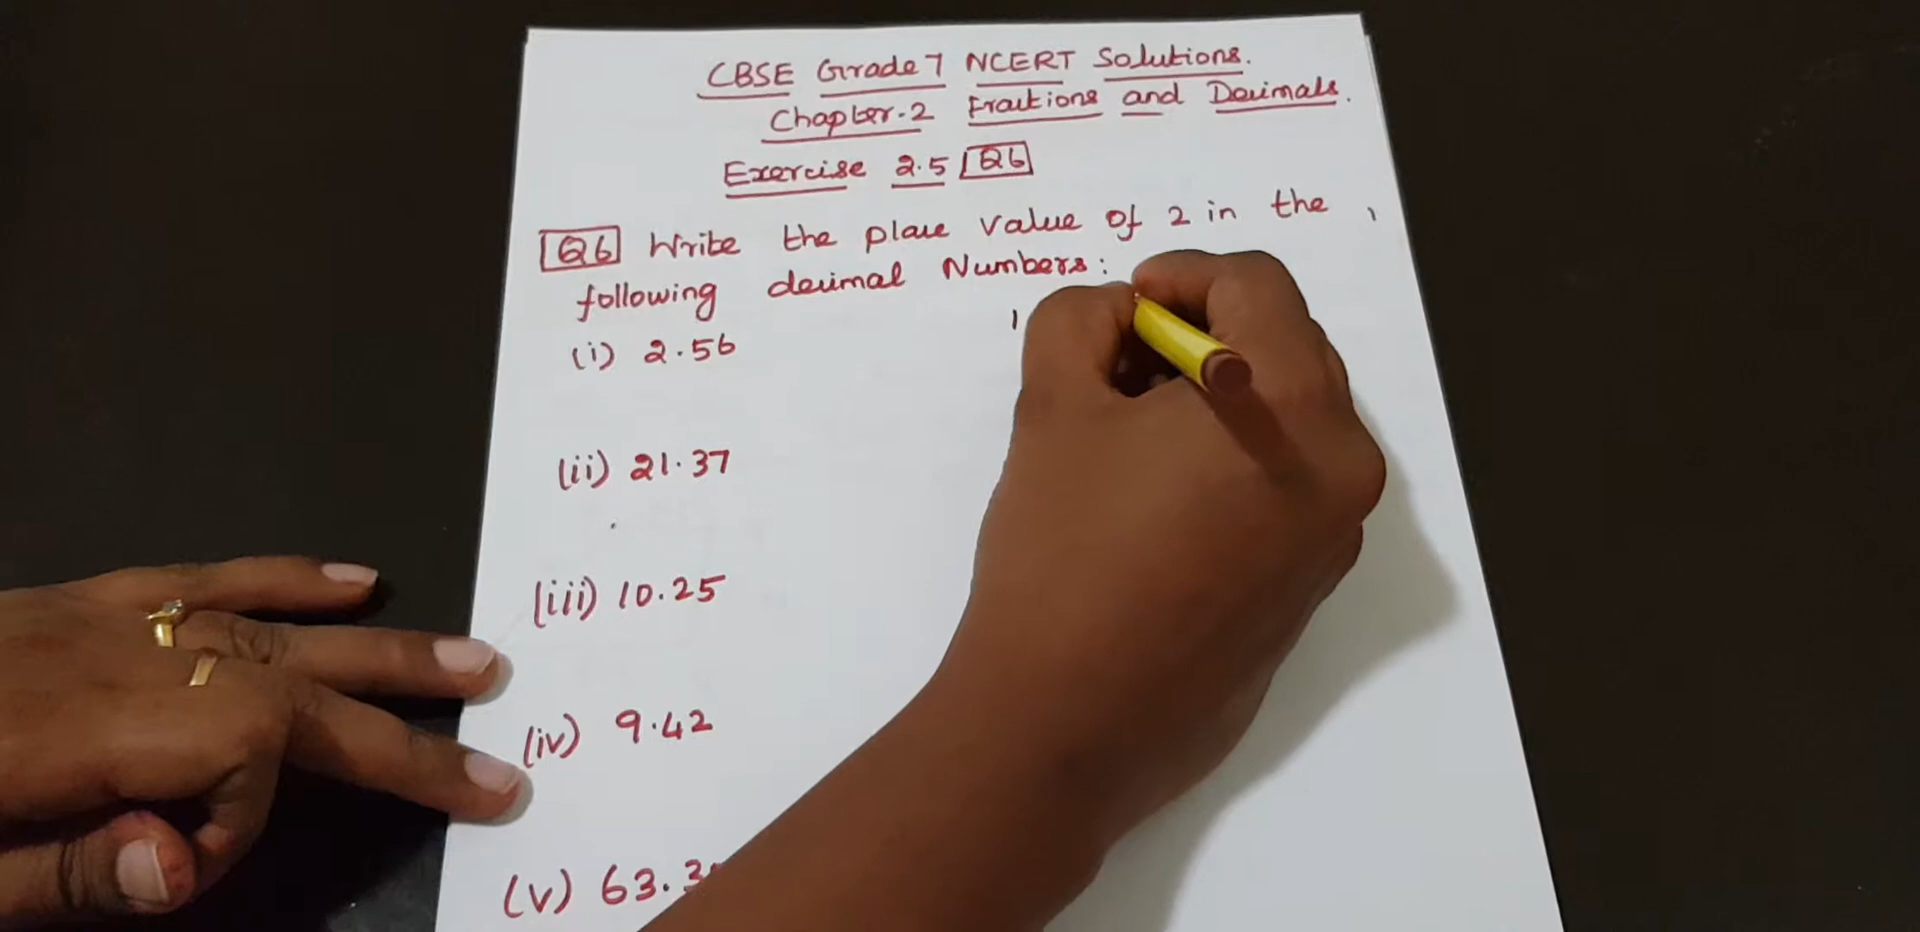 CBSE Grade 7 NCERT Solutions.
Chapter-2 Fractions and Decimals.
Exercise 2.5 Q6
Q6 Write the place value of 2 in the
following decimal Numbers:
(i) 2.56
(ii) 21.37
(iii) 10.25
(iv) 9.42
(v) 63.3